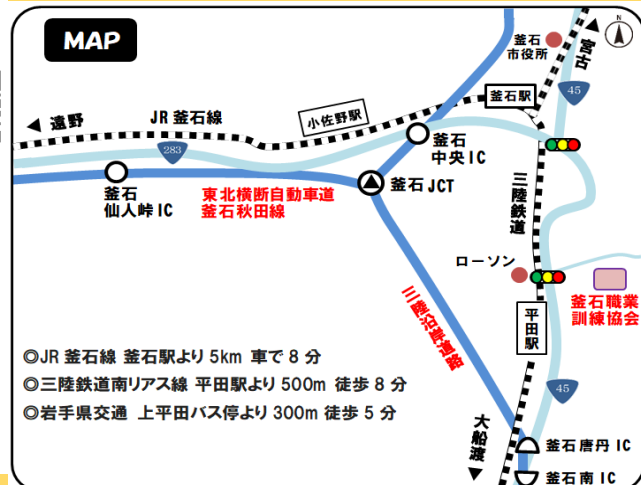 MAP
N
宮古
釜石
市役所
45
釜石駅
小佐野駅
JR 釜石線
遠野
283
釜石
中央 IC
釜石 JCT
釜石
仙人峠 IC
東北横断自動車道
釜石秋田線
三陸鉄道
ローソン
釜石職業
訓練協会
平田駅
三陸沿岸道路
◎JR 釜石線 釜石駅より 5km 車で 8 分
◎三陸鉄道南リアス線 平田駅より 500m 徒歩 8 分
◎岩手県交通 上平田バス停より 300m 徒歩 5 分
45
大船渡
釜石唐丹 IC
釜石南 IC